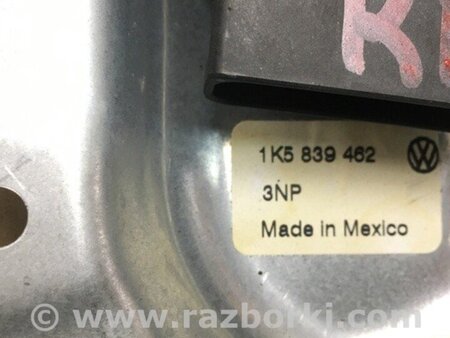 1K5 839 462
3NP
Made in Mexico
© www.razborki.com